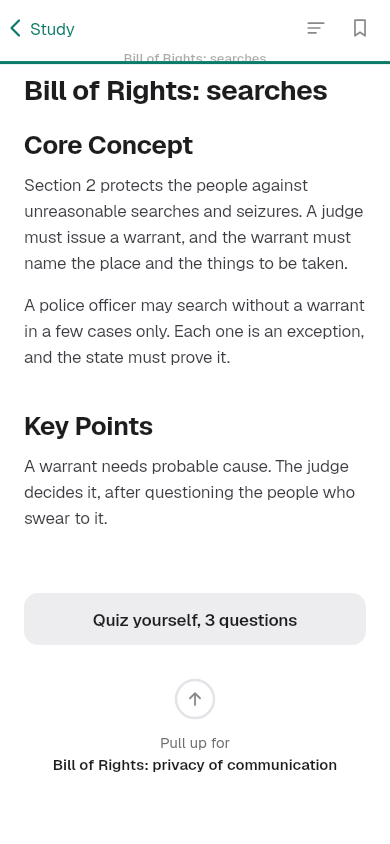 Study
Bill of Rights: searches
Bill of Rights: searches
Core Concept
Section 2 protects the people against
unreasonable searches and seizures. A judge
must issue a warrant, and the warrant must
name the place and the things to be taken.
A police officer may search without a warrant
in a few cases only. Each one is an exception,
and the state must prove it.
Key Points
A warrant needs probable cause. The judge
decides it, after questioning the people who
swear to it.
Quiz yourself, 3 questions
Pull up for
Bill of Rights: privacy of communication